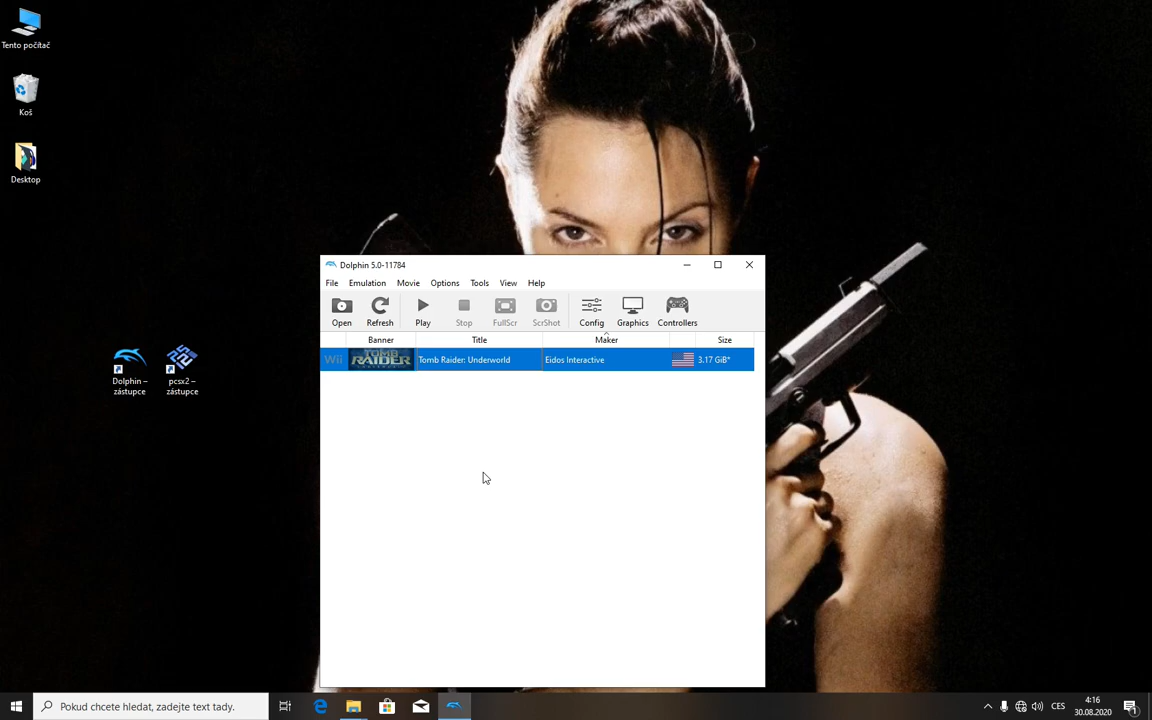 Tento počítač
Koš
Desktop
Dolphin –
zástupce
pcsx2 –
zástupce
Dolphin 5.0-11784
File Emulation Movie Options Tools View Help
Open Refresh Play Stop FullScr ScrShot Config Graphics Controllers
Banner Title Maker Size
Wii TOMB RAIDER Tomb Raider: Underworld Eidos Interactive 3.17 GiB*
Pokud chcete hledat, zadejte text tady.
CES
4:16
30.08.2020
1